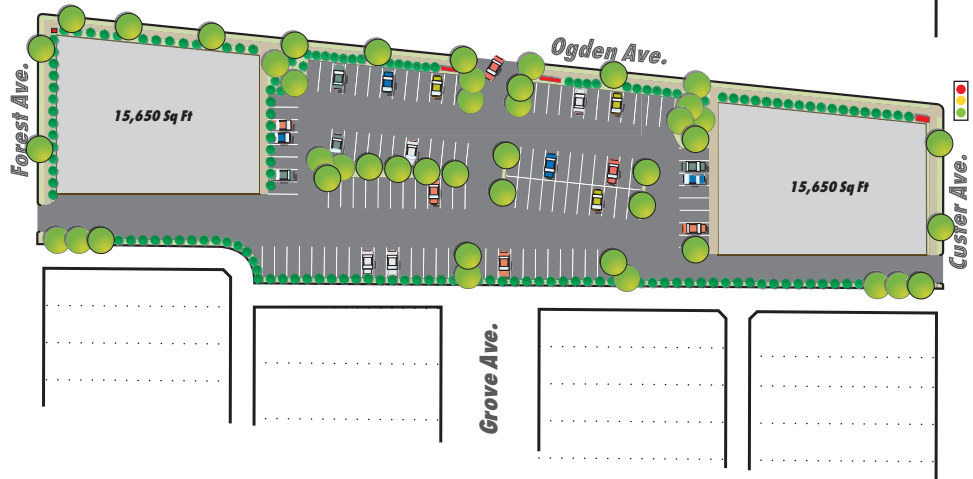 Ogden Ave.
Forest Ave.
15,650 Sq Ft
15,650 Sq Ft
Custer Ave.
Grove Ave.